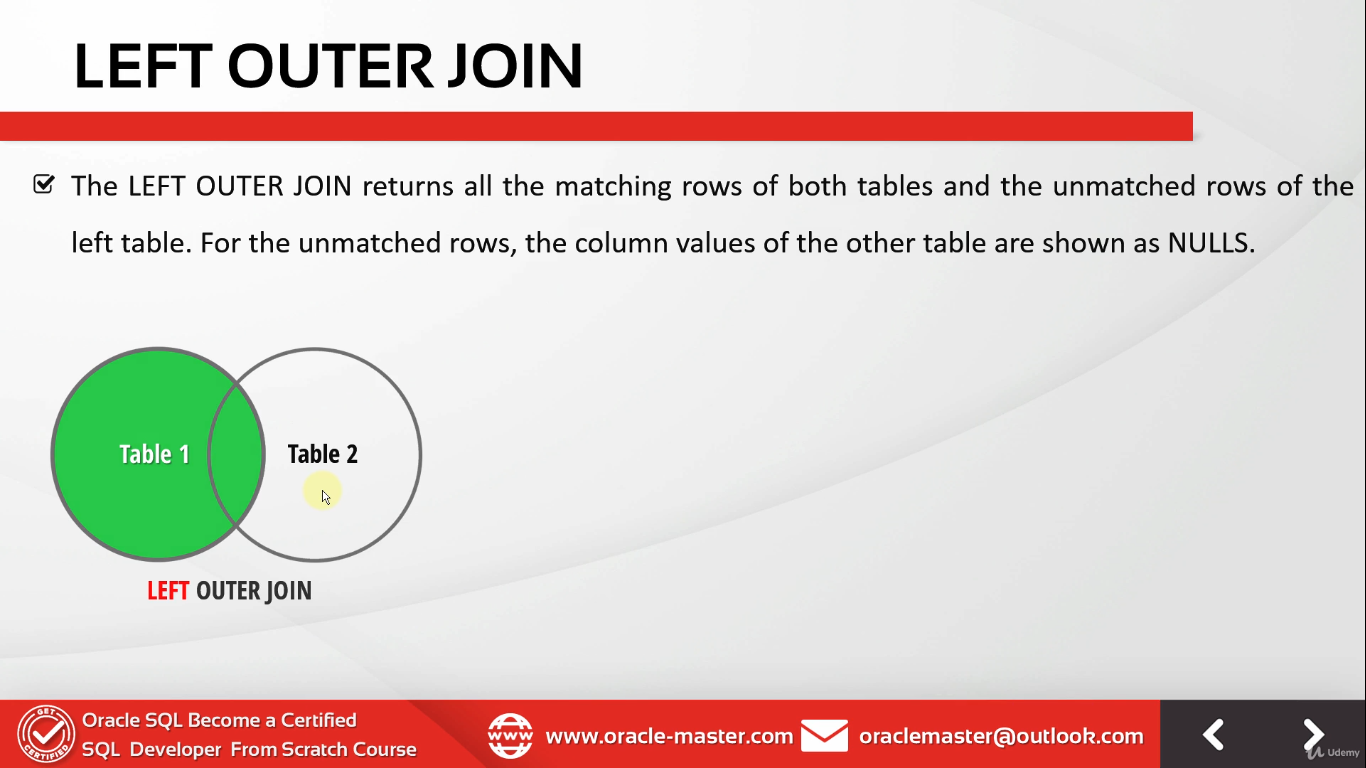 LEFT OUTER JOIN
The LEFT OUTER JOIN returns all the matching rows of both tables and the unmatched rows of the
left table. For the unmatched rows, the column values of the other table are shown as NULLS.
Table 1
Table 2
LEFT OUTER JOIN
GET
CERTIFIED
Oracle SQL Become a Certified
SQL Developer From Scratch Course
WWW
www.oracle-master.com
oraclemaster@outlook.com
Udemy